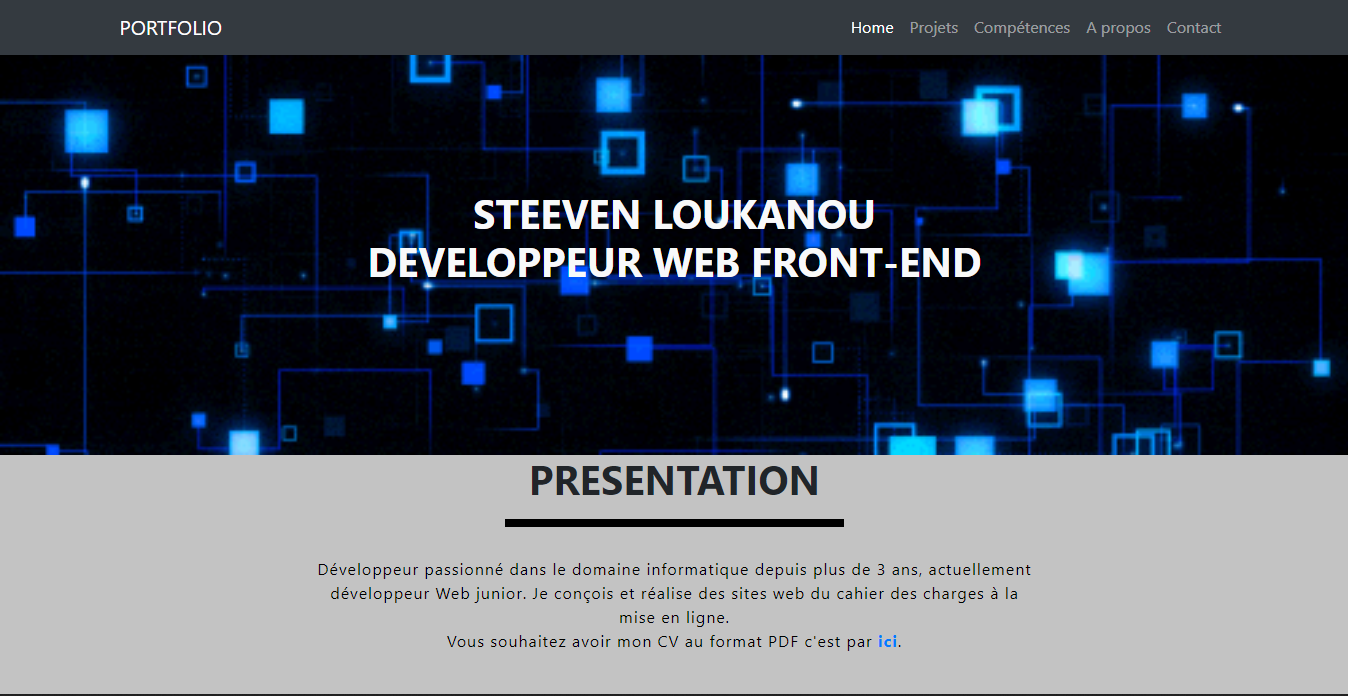 PORTFOLIO
Home Projets Compétences A propos Contact
STEEVEN LOUKANOU
DEVELOPPEUR WEB FRONT-END
PRESENTATION
Développeur passionné dans le domaine informatique depuis plus de 3 ans, actuellement
développeur Web junior. Je conçois et réalise des sites web du cahier des charges à la
mise en ligne.
Vous souhaitez avoir mon CV au format PDF c'est par ici.